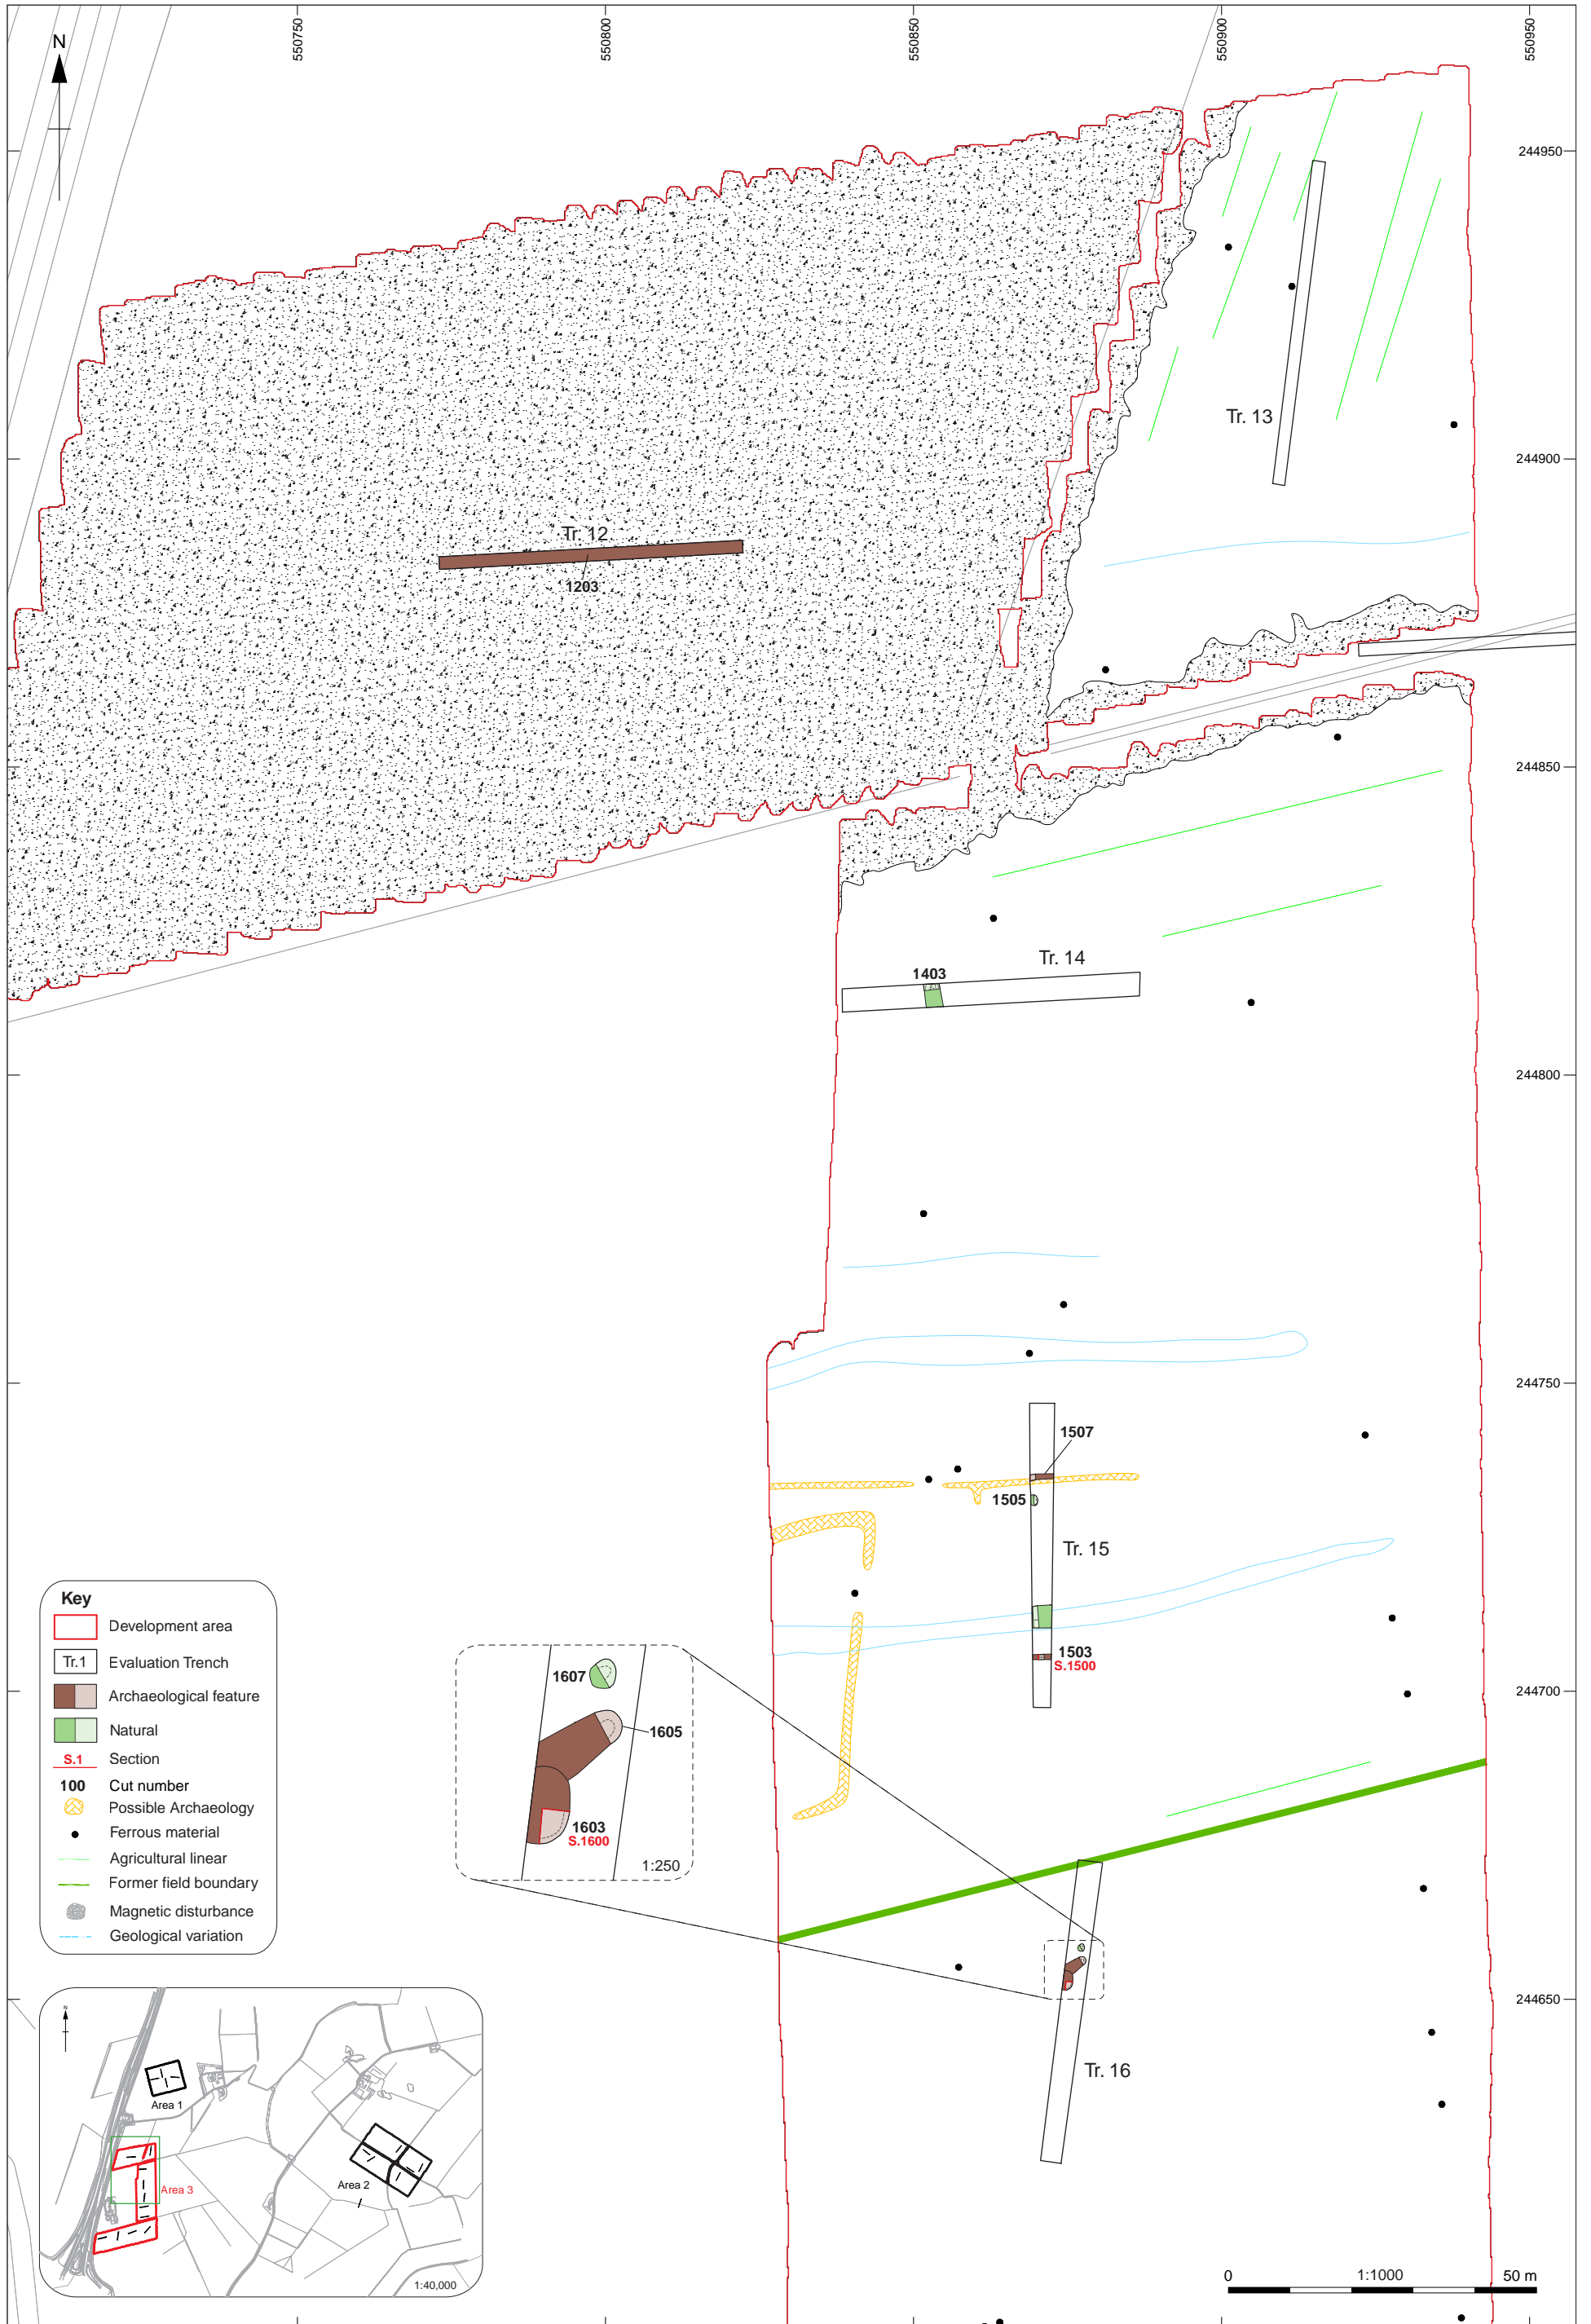 550750
550800
550850
550900
550950
N
244950
244900
244850
244800
244750
244700
244650
Tr. 13
Tr. 12
1203
Tr. 14
1403
1507
1505
Tr. 15
1503
S.1500
Key
Development area
Tr.1 Evaluation Trench
Archaeological feature
Natural
S.1 Section
100 Cut number
Possible Archaeology
Ferrous material
Agricultural linear
Former field boundary
Magnetic disturbance
Geological variation
1607
1605
1603
S.1600
1:250
Tr. 16
N
Area 1
Area 2
Area 3
1:40,000
0 1:1000 50 m